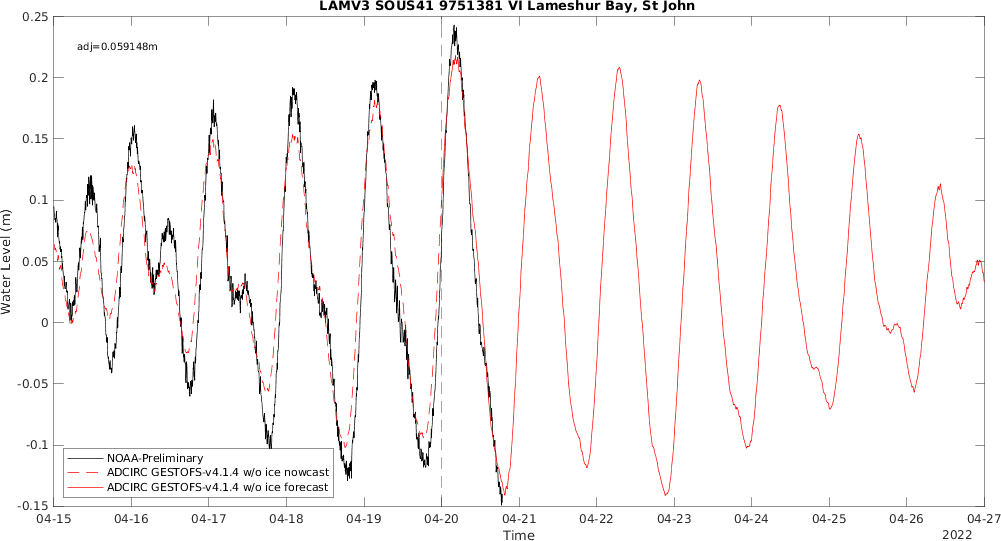 LAMV3 SOUS41 9751381 VI Lameshur Bay, St John
adj=0.059148m
Water Level (m)
0.25
0.2
0.15
0.1
0.05
0
-0.05
-0.1
-0.15
NOAA-Preliminary
ADCIRC GESTOFS-v4.1.4 w/o ice nowcast
ADCIRC GESTOFS-v4.1.4 w/o ice forecast
04-15 04-16 04-17 04-18 04-19 04-20 04-21 04-22 04-23 04-24 04-25 04-26 04-27
Time
2022